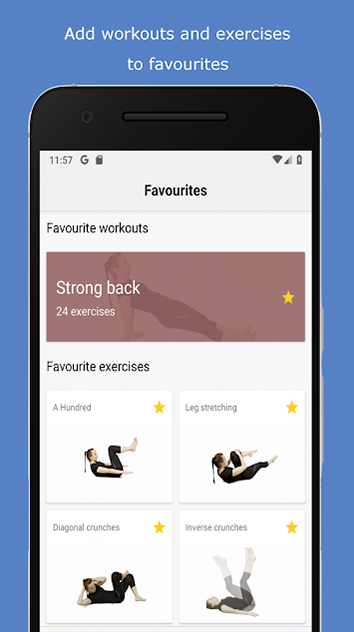 Add workouts and exercises
to favourites
11:57 G
Favourites
Favourite workouts
Strong back
24 exercises
Favourite exercises
A Hundred
Leg stretching
Diagonal crunches
Inverse crunches